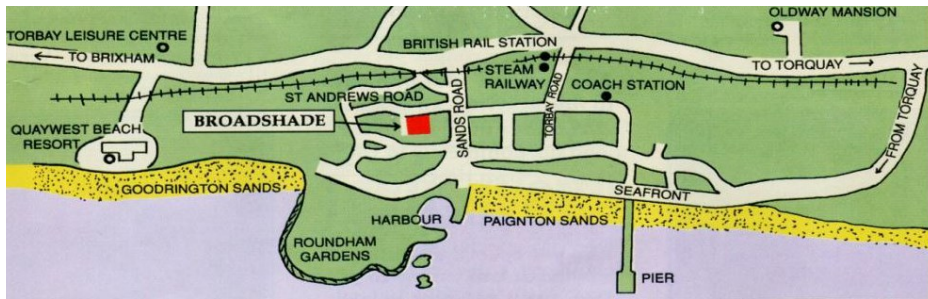 OLDWAY MANSION
TORBAY LEISURE CENTRE
BRITISH RAIL STATION
← TO BRIXHAM
STEAM
RAILWAY
TO TORQUAY →
COACH STATION
ST ANDREWS ROAD
SANDS ROAD
TORBAY ROAD
BROADSHADE
QUAYWEST BEACH
RESORT
← FROM TORQUAY
GOODRINGTON SANDS
SEAFRONT
HARBOUR
PAIGNTON SANDS
ROUNDHAM
GARDENS
PIER